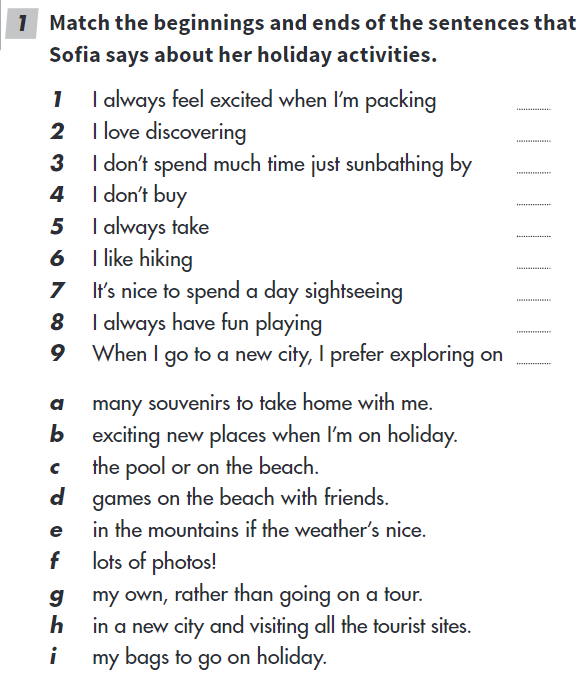 1 Match the beginnings and ends of the sentences that
Sofia says about her holiday activities.
1 I always feel excited when I'm packing
2 I love discovering
3 I don't spend much time just sunbathing by
4 I don't buy
5 I always take
6 I like hiking
7 It's nice to spend a day sightseeing
8 I always have fun playing
9 When I go to a new city, I prefer exploring on
a many souvenirs to take home with me.
b exciting new places when I'm on holiday.
c the pool or on the beach.
d games on the beach with friends.
e in the mountains if the weather's nice.
f lots of photos!
g my own, rather than going on a tour.
h in a new city and visiting all the tourist sites.
i my bags to go on holiday.